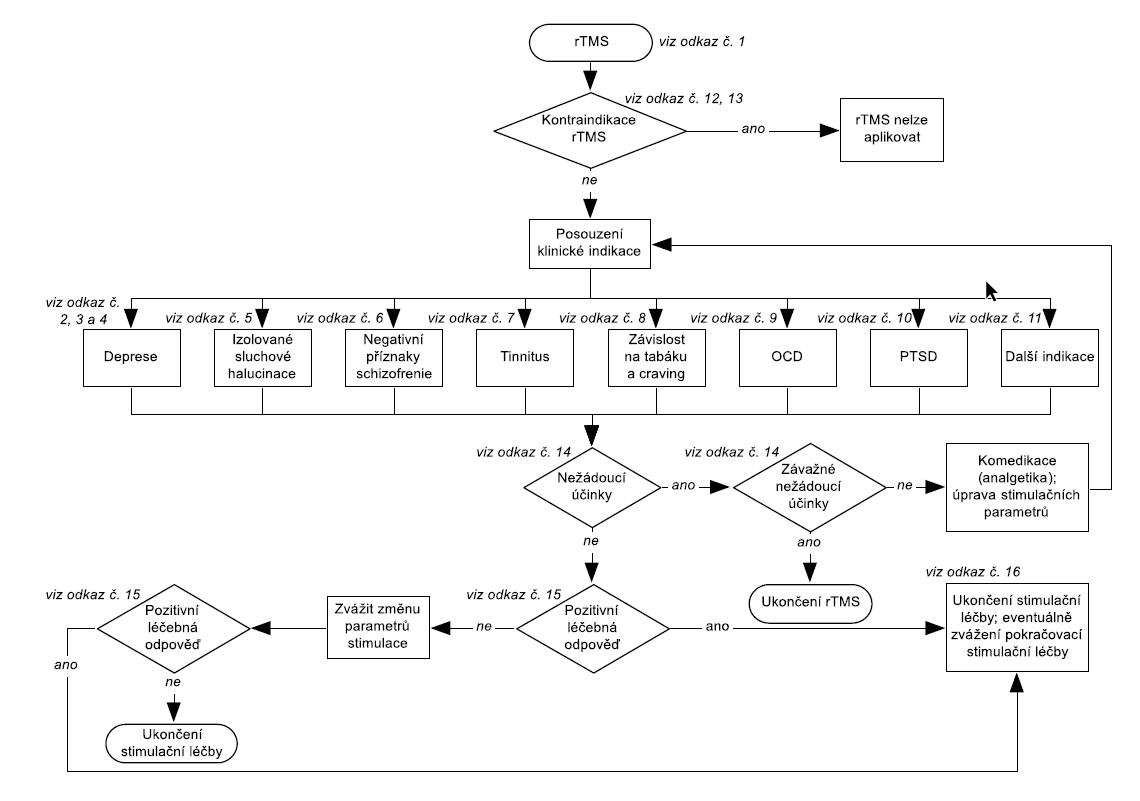 rTMS
viz odkaz č. 1
viz odkaz č. 12, 13
Kontraindikace
rTMS
ano
rTMS nelze
aplikovat
ne
Posouzení
klinické indikace
viz odkaz č.
2, 3 a 4
Deprese
viz odkaz č. 5
Izolované
sluchové
halucinace
viz odkaz č. 6
Negativní
příznaky
schizofrenie
viz odkaz č. 7
Tinnitus
viz odkaz č. 8
Závislost
na tabáku
a craving
viz odkaz č. 9
OCD
viz odkaz č. 10
PTSD
viz odkaz č. 11
Další indikace
viz odkaz č. 14
Nežádoucí
účinky
ano
viz odkaz č. 14
Závažné
nežádoucí
účinky
ne
Komedikace
(analgetika);
úprava stimulačních
parametrů
ne
ano
Ukončení rTMS
viz odkaz č. 15
Pozitivní
léčebná
odpověď
ano
viz odkaz č. 16
Ukončení stimulační
léčby; eventuálně
zvážení pokračovací
stimulační léčby
ne
Zvážit změnu
parametrů
stimulace
viz odkaz č. 15
Pozitivní
léčebná
odpověď
ano
ne
Ukončení
stimulační léčby